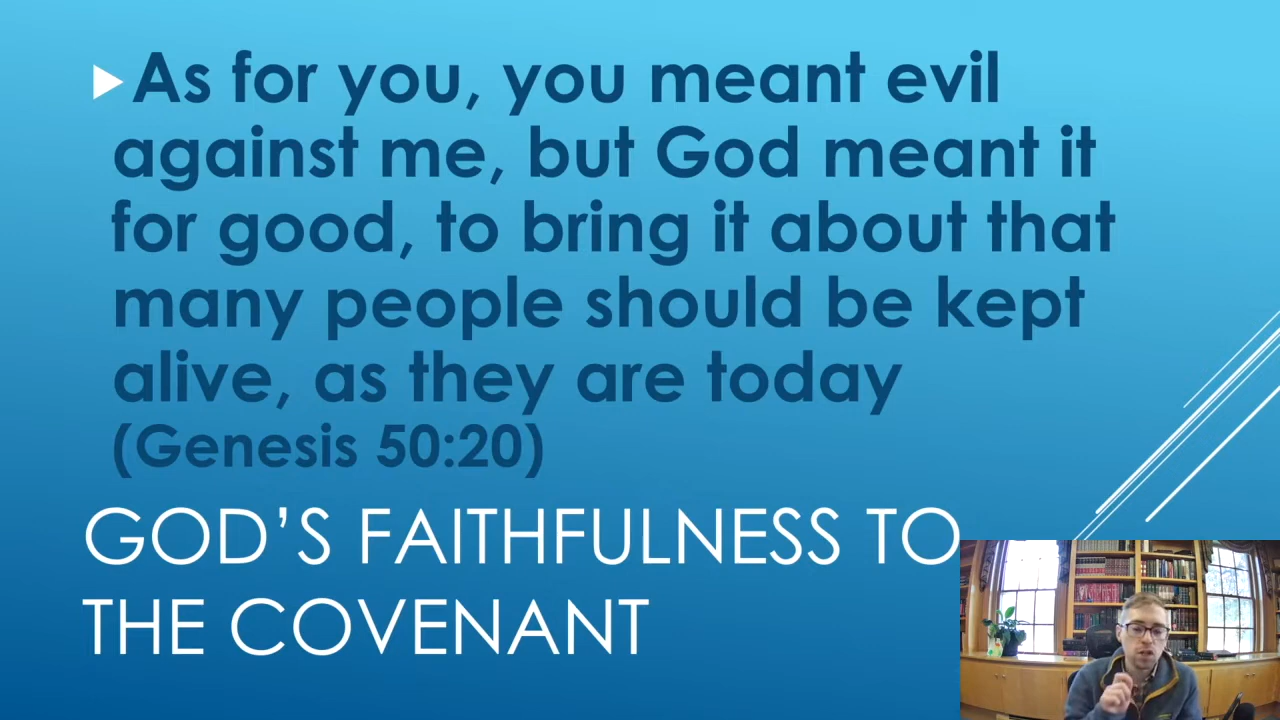 As for you, you meant evil
against me, but God meant it
for good, to bring it about that
many people should be kept
alive, as they are today
(Genesis 50:20)
GOD’S FAITHFULNESS TO
THE COVENANT